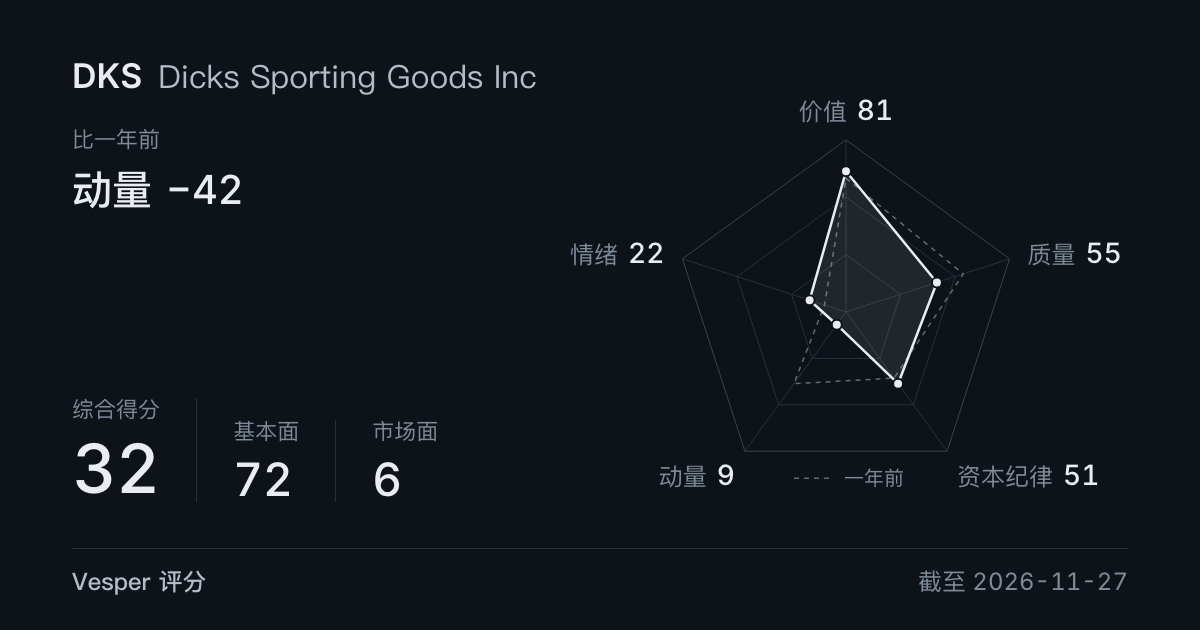 DKS Dicks Sporting Goods Inc
比一年前
动量 −42
综合得分
32
基本面
72
市场面
6
价值 81
质量 55
资本纪律 51
动量 9
情绪 22
一年前
Vesper 评分
截至 2026-11-27